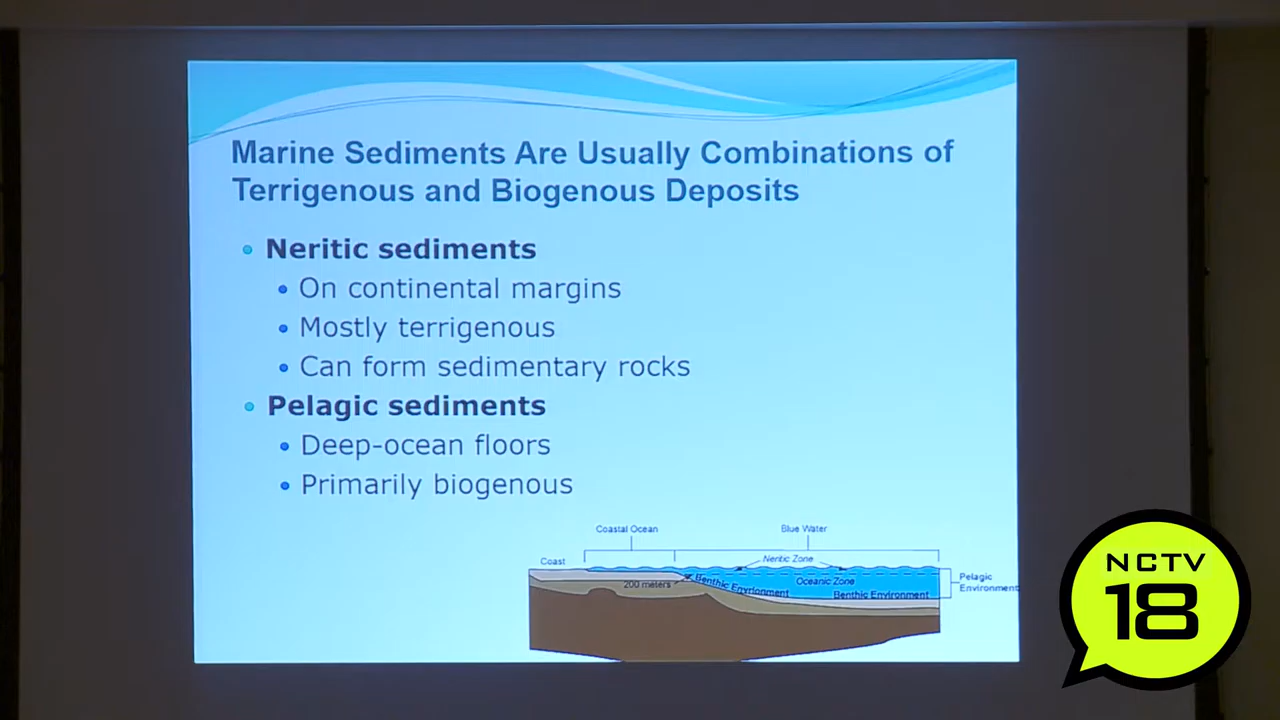 Marine Sediments Are Usually Combinations of
Terrigenous and Biogenous Deposits
Neritic sediments
On continental margins
Mostly terrigenous
Can form sedimentary rocks
Pelagic sediments
Deep-ocean floors
Primarily biogenous
Coastal Ocean
Blue Water
Coast
Neritic Zone
200 meters
Benthic Environment
Oceanic Zone
Benthic Environment
Pelagic
Environment
NCTV
18